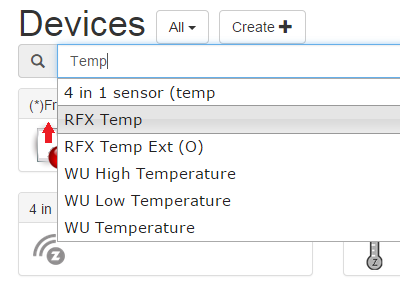 Devices
All
Create
Temp
4 in 1 sensor (temp
(*)Fr
RFX Temp
RFX Temp Ext (O)
WU High Temperature
WU Low Temperature
4 in
WU Temperature
z
z